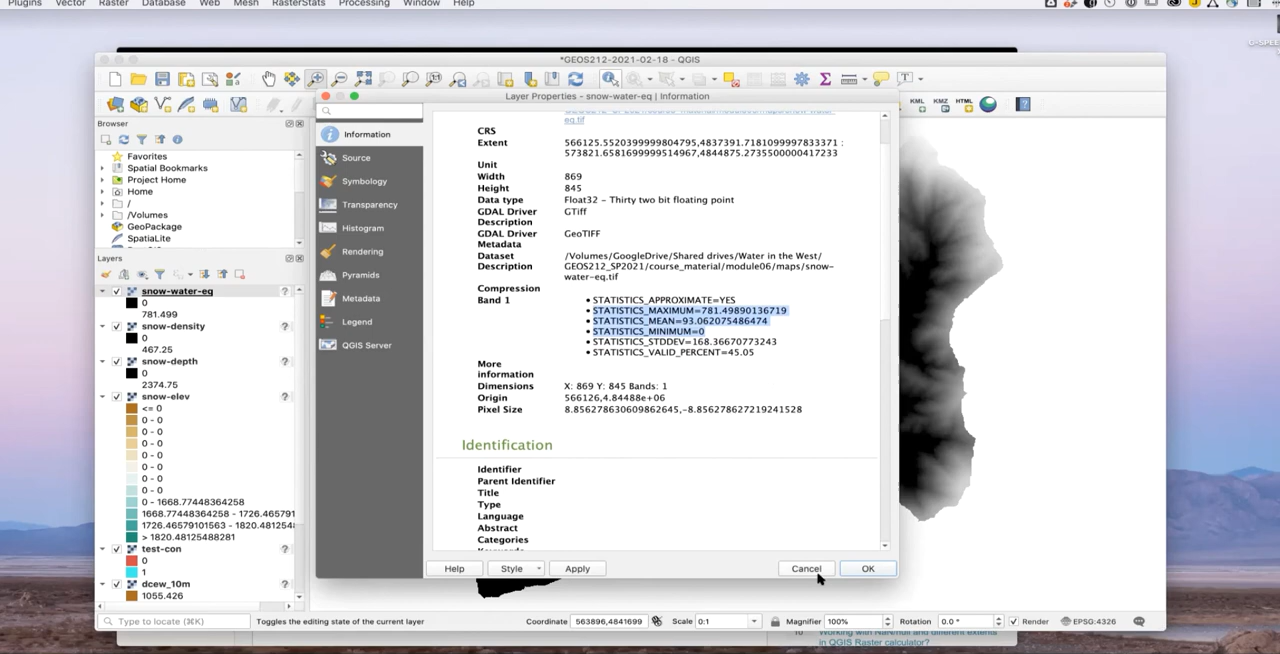 Plugins Vector Raster Database Web Mesh RasterStats Processing Window Help
*GEOS212-2021-02-18 - QGIS
KML KMZ HTML
Layer Properties - snow-water-eq | Information
Browser
Favorites
Spatial Bookmarks
Project Home
Home
/
/Volumes
GeoPackage
SpatiaLite
Layers
snow-water-eq
0
781.499
snow-density
0
467.25
snow-depth
0
2374.75
snow-elev
<= 0
0 - 0
0 - 0
0 - 0
0 - 0
0 - 0
0 - 0
0 - 0
0 - 1668.77448364258
1668.77448364258 - 1726.46579
1726.46579101563 - 1820.4812
> 1820.48125488281
test-con
0
1
dcew_10m
1055.426
Information
Source
Symbology
Transparency
Histogram
Rendering
Pyramids
Metadata
Legend
QGIS Server
eq.tif
CRS
Extent 566125.5520399999804795,4837391.7181099997833371 :
573821.6581699999514967,4844875.2735500000417233
Unit
Width 869
Height 845
Data type Float32 - Thirty two bit floating point
GDAL Driver GTiff
Description
GDAL Driver GeoTIFF
Metadata
Dataset /Volumes/GoogleDrive/Shared drives/Water in the West/
Description GEOS212_SP2021/course_material/module06/maps/snow-
water-eq.tif
Compression
Band 1 • STATISTICS_APPROXIMATE=YES
• STATISTICS_MAXIMUM=781.49890136719
• STATISTICS_MEAN=93.062075486474
• STATISTICS_MINIMUM=0
• STATISTICS_STDDEV=168.36670773243
• STATISTICS_VALID_PERCENT=45.05
More
information
Dimensions X: 869 Y: 845 Bands: 1
Origin 566126,4.84488e+06
Pixel Size 8.856278630609862645,-8.856278627219241528
Identification
Identifier
Parent Identifier
Title
Type
Language
Abstract
Categories
Help Style Apply Cancel OK
Type to locate (⌘K) Toggles the editing state of the current layer Coordinate 563896,4841699 Scale 0:1 Magnifier 100% Rotation 0.0 ° Render EPSG:4326
10 Working with NaN/null and different extents
in QGIS Raster calculator?